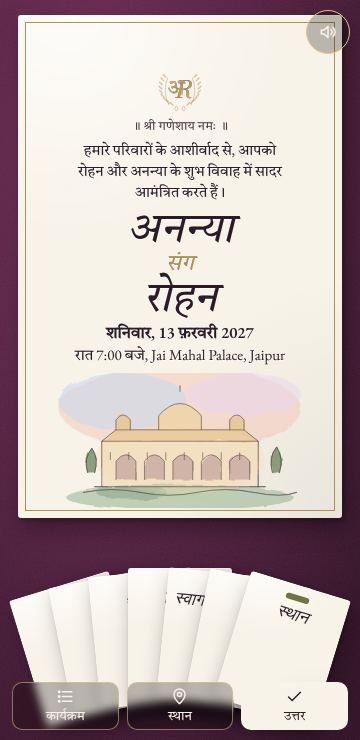 अR
॥ श्री गणेशाय नमः ॥
हमारे परिवारों के आशीर्वाद से, आपको
रोहन और अनन्या के शुभ विवाह में सादर
आमंत्रित करते हैं।
अनन्या
संग
रोहन
शनिवार, 13 फ़रवरी 2027
रात 7:00 बजे, Jai Mahal Palace, Jaipur
स्थान
कार्यक्रम
स्थान
उत्तर